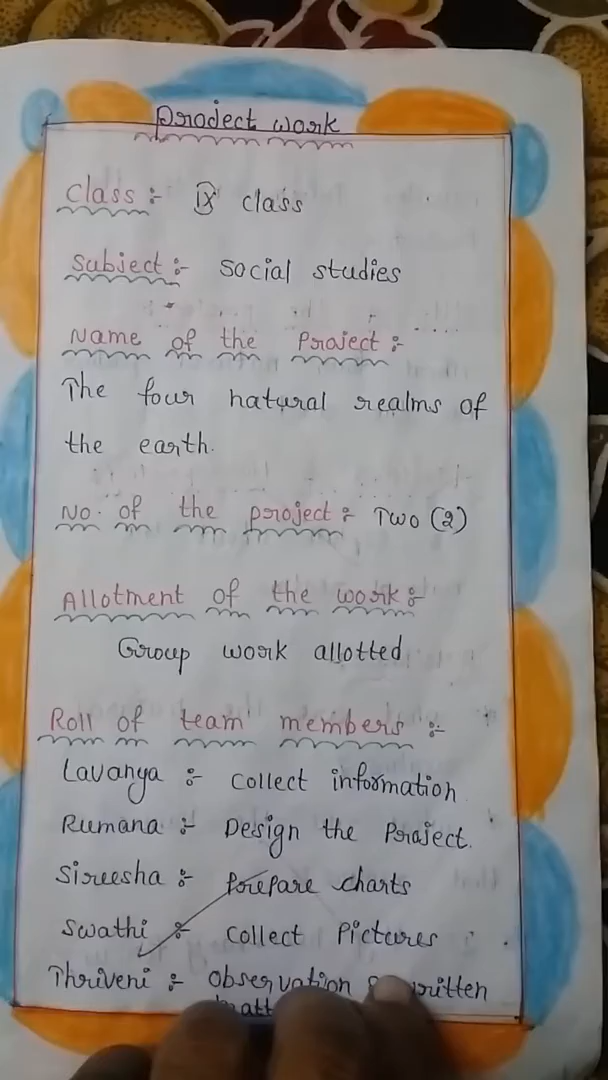 Project work
Class :- IX class
Subject :- Social studies
Name of the Project :-
The four natural realms of
the earth.
No. of the project :- Two (2)
Allotment of the work :-
Group work allotted
Roll of team members :-
Lavanya :- Collect information
Rumana :- Design the Project.
Sireesha :- Prepare charts
Swathi :- Collect Pictures
Thriveni :- Observation written